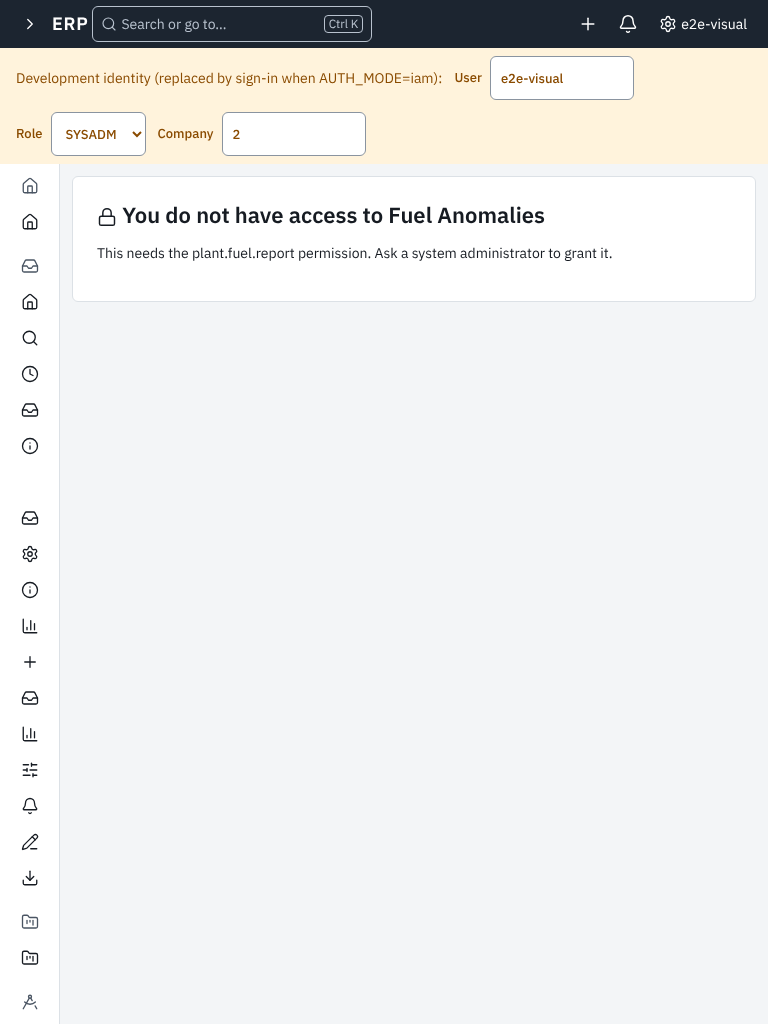 ERP
Search or go to... Ctrl K
e2e-visual
Development identity (replaced by sign-in when AUTH_MODE=iam): User e2e-visual
Role SYSADM Company 2
You do not have access to Fuel Anomalies
This needs the plant.fuel.report permission. Ask a system administrator to grant it.